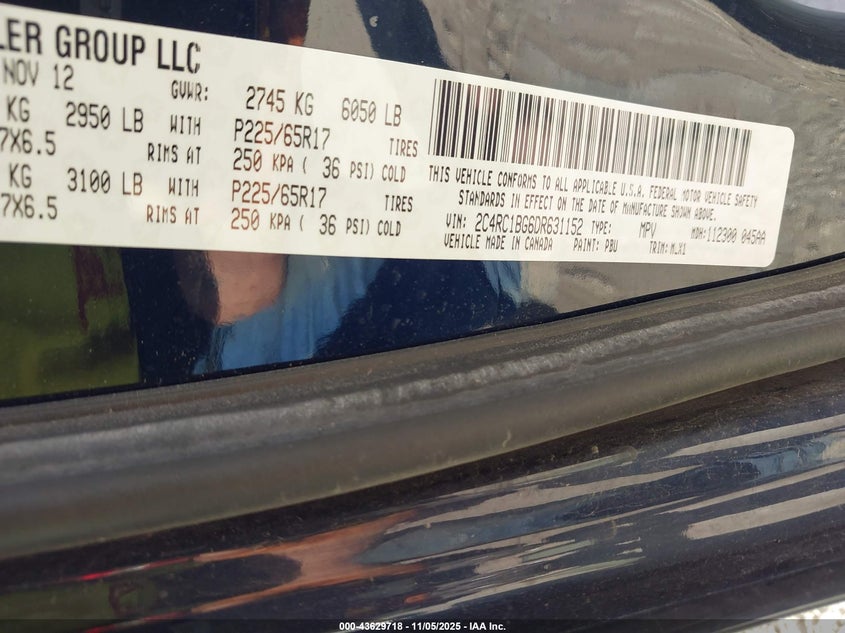 LER GROUP LLC
NOV 12 GVWR: 2745 KG 6050 LB
KG 2950 LB WITH P225/65R17 TIRES
7X6.5 RIMS AT 250 KPA ( 36 PSI) COLD
KG 3100 LB WITH P225/65R17 TIRES
7X6.5 RIMS AT 250 KPA ( 36 PSI) COLD
THIS VEHICLE CONFORMS TO ALL APPLICABLE U.S.A. FEDERAL MOTOR VEHICLE SAFETY
STANDARDS IN EFFECT ON THE DATE OF MANUFACTURE SHOWN ABOVE.
VIN: 2C4RC1BG6DR631152 TYPE: MPV MDH: 112300 045AA
VEHICLE MADE IN CANADA PAINT: PBU TRIM:
000-43629718 - 11/05/2025 - IAA Inc.